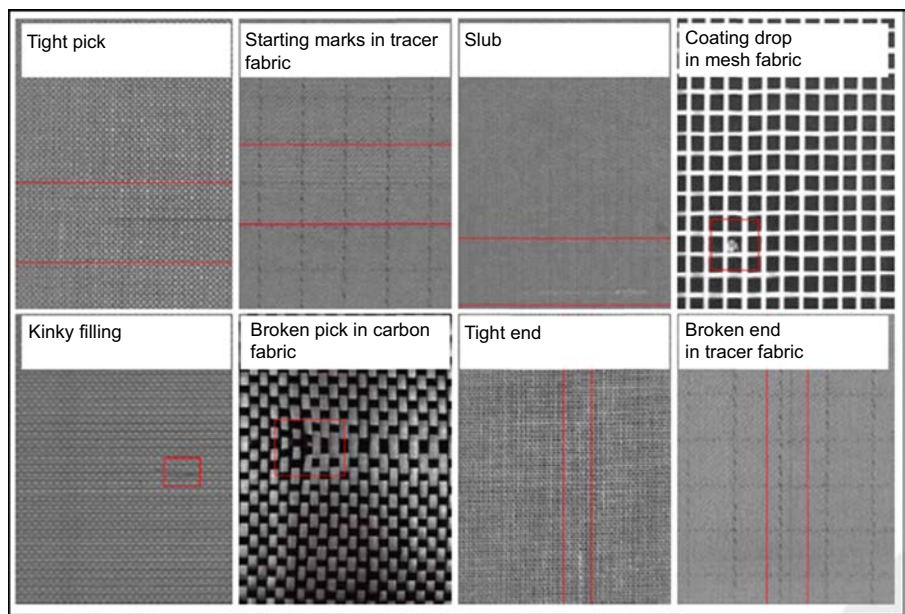 Tight pick
Starting marks in tracer
fabric
Slub
Coating drop
in mesh fabric
Kinky filling
Broken pick in carbon
fabric
Tight end
Broken end
in tracer fabric